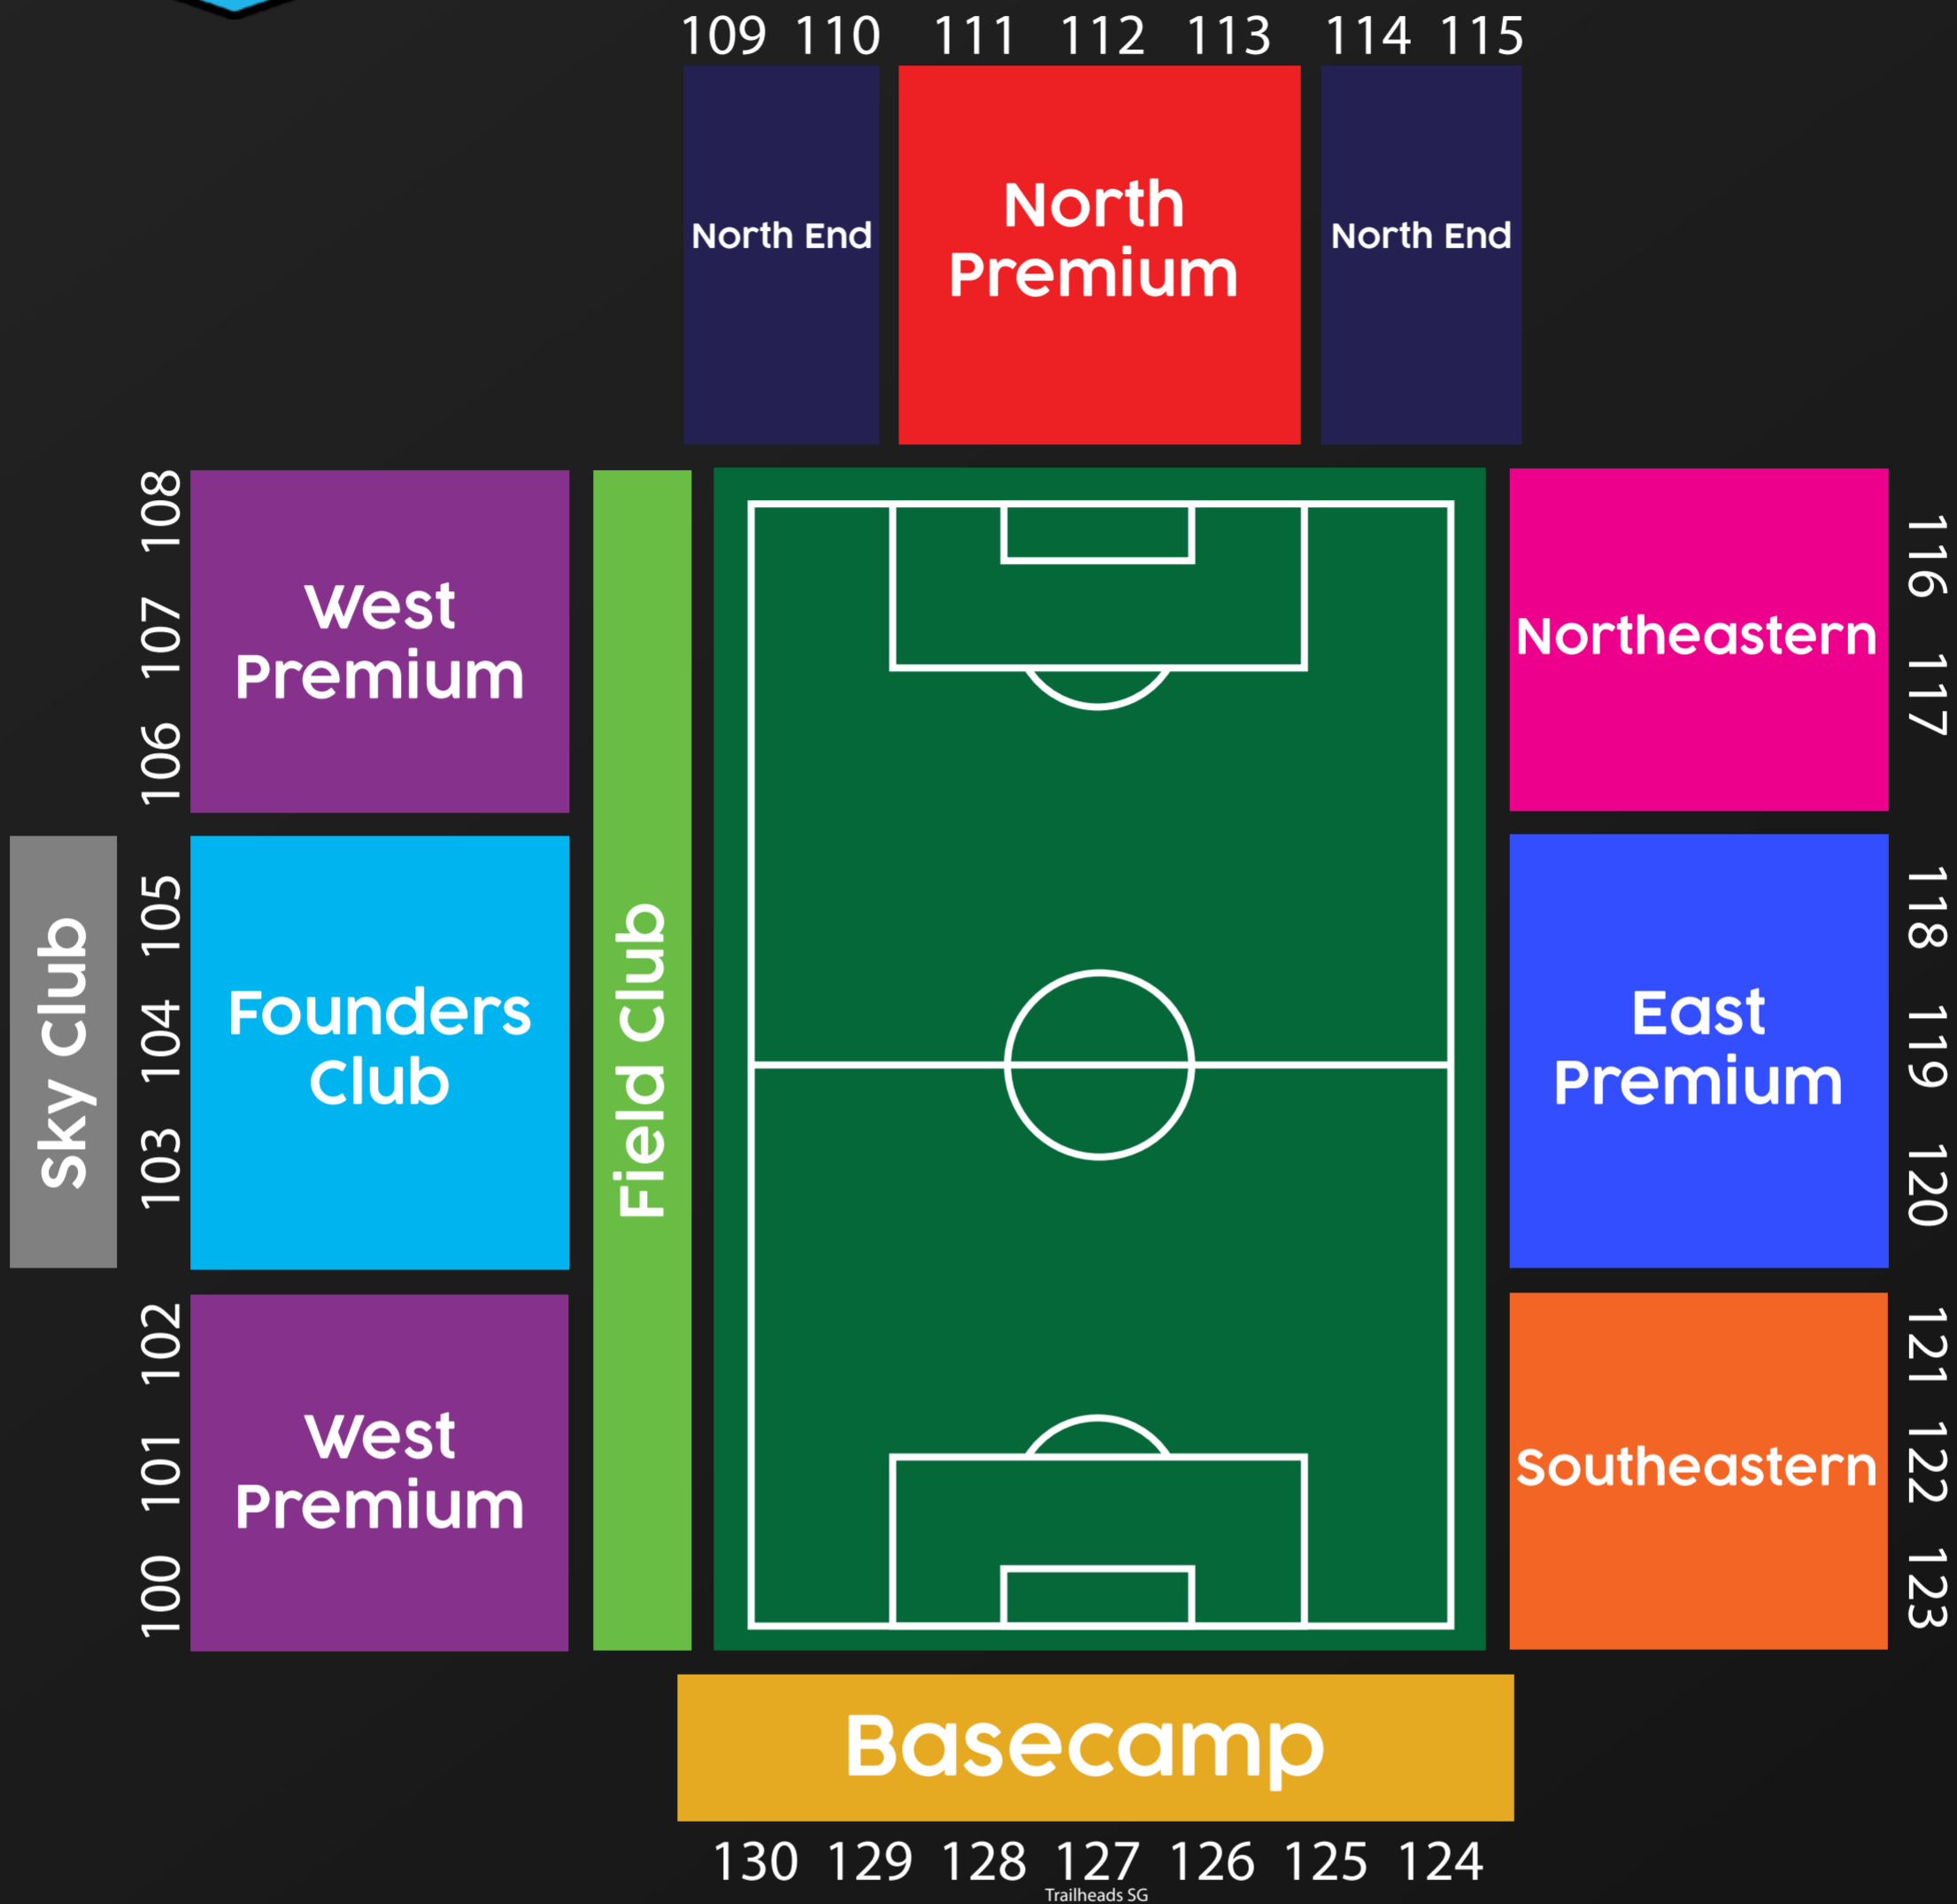 109 110 111 112 113 114 115
North End
North
Premium
North End
108
107
106
West
Premium
Northeastern
116
117
Sky Club
105
104
103
Founders
Club
Field Club
East
Premium
118
119
120
102
101
100
West
Premium
Southeastern
121
122
123
Basecamp
130 129 128 127 126 125 124
Trailheads SG